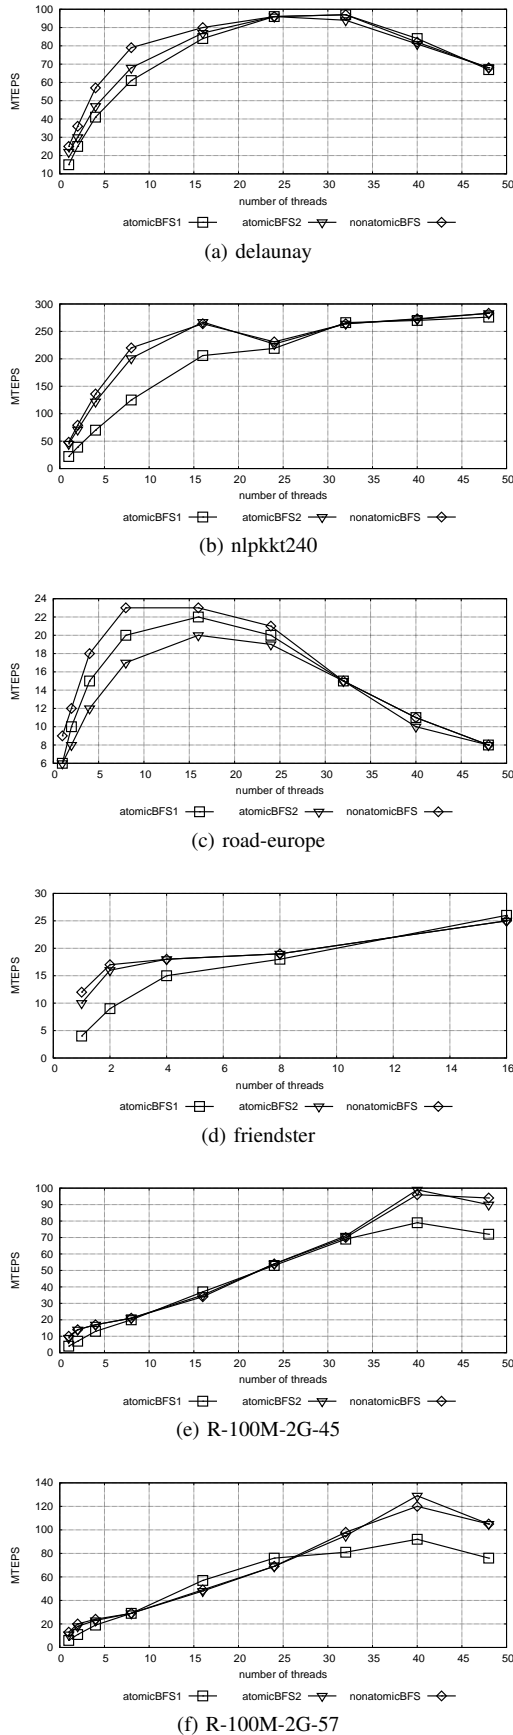 100
90
80
70
60
50
40
30
20
10
MTEPS
0 5 10 15 20 25 30 35 40 45 50
number of threads
atomicBFS1 atomicBFS2 nonatomicBFS
(a) delaunay
300
250
200
150
100
50
0
MTEPS
0 5 10 15 20 25 30 35 40 45 50
number of threads
atomicBFS1 atomicBFS2 nonatomicBFS
(b) nlpkkt240
24
22
20
18
16
14
12
10
8
6
MTEPS
0 5 10 15 20 25 30 35 40 45 50
number of threads
atomicBFS1 atomicBFS2 nonatomicBFS
(c) road-europe
30
25
20
15
10
5
0
MTEPS
0 2 4 6 8 10 12 14 16
number of threads
atomicBFS1 atomicBFS2 nonatomicBFS
(d) friendster
100
90
80
70
60
50
40
30
20
10
0
MTEPS
0 5 10 15 20 25 30 35 40 45 50
number of threads
atomicBFS1 atomicBFS2 nonatomicBFS
(e) R-100M-2G-45
140
120
100
80
60
40
20
0
MTEPS
0 5 10 15 20 25 30 35 40 45 50
number of threads
atomicBFS1 atomicBFS2 nonatomicBFS
(f) R-100M-2G-57